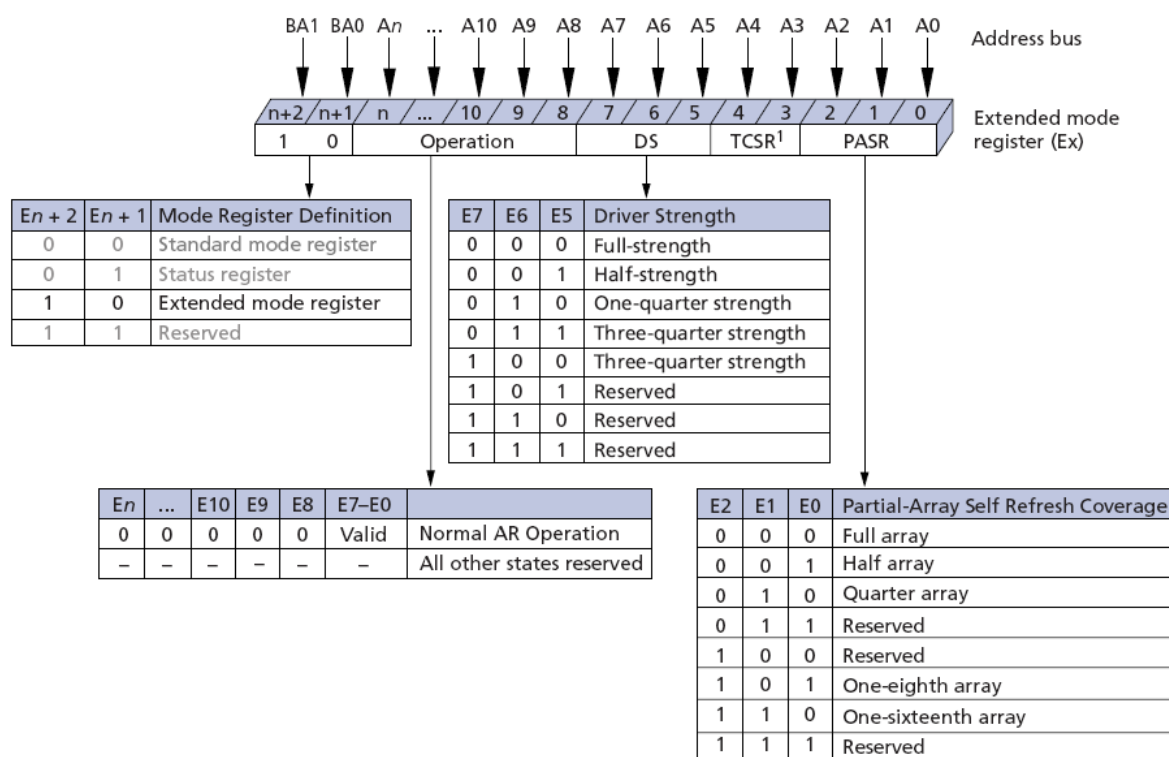 BA1 BA0 An ... A10 A9 A8 A7 A6 A5 A4 A3 A2 A1 A0
Address bus
n+2 n+1 n ... 10 9 8 7 6 5 4 3 2 1 0
Extended mode
register (Ex)
1 0 Operation DS TCSR1 PASR
En + 2 En + 1 Mode Register Definition
0 0 Standard mode register
0 1 Status register
1 0 Extended mode register
1 1 Reserved
E7 E6 E5 Driver Strength
0 0 0 Full-strength
0 0 1 Half-strength
0 1 0 One-quarter strength
0 1 1 Three-quarter strength
1 0 0 Three-quarter strength
1 0 1 Reserved
1 1 0 Reserved
1 1 1 Reserved
En ... E10 E9 E8 E7–E0
0 0 0 0 0 Valid Normal AR Operation
– – – – – – All other states reserved
E2 E1 E0 Partial-Array Self Refresh Coverage
0 0 0 Full array
0 0 1 Half array
0 1 0 Quarter array
0 1 1 Reserved
1 0 0 Reserved
1 0 1 One-eighth array
1 1 0 One-sixteenth array
1 1 1 Reserved